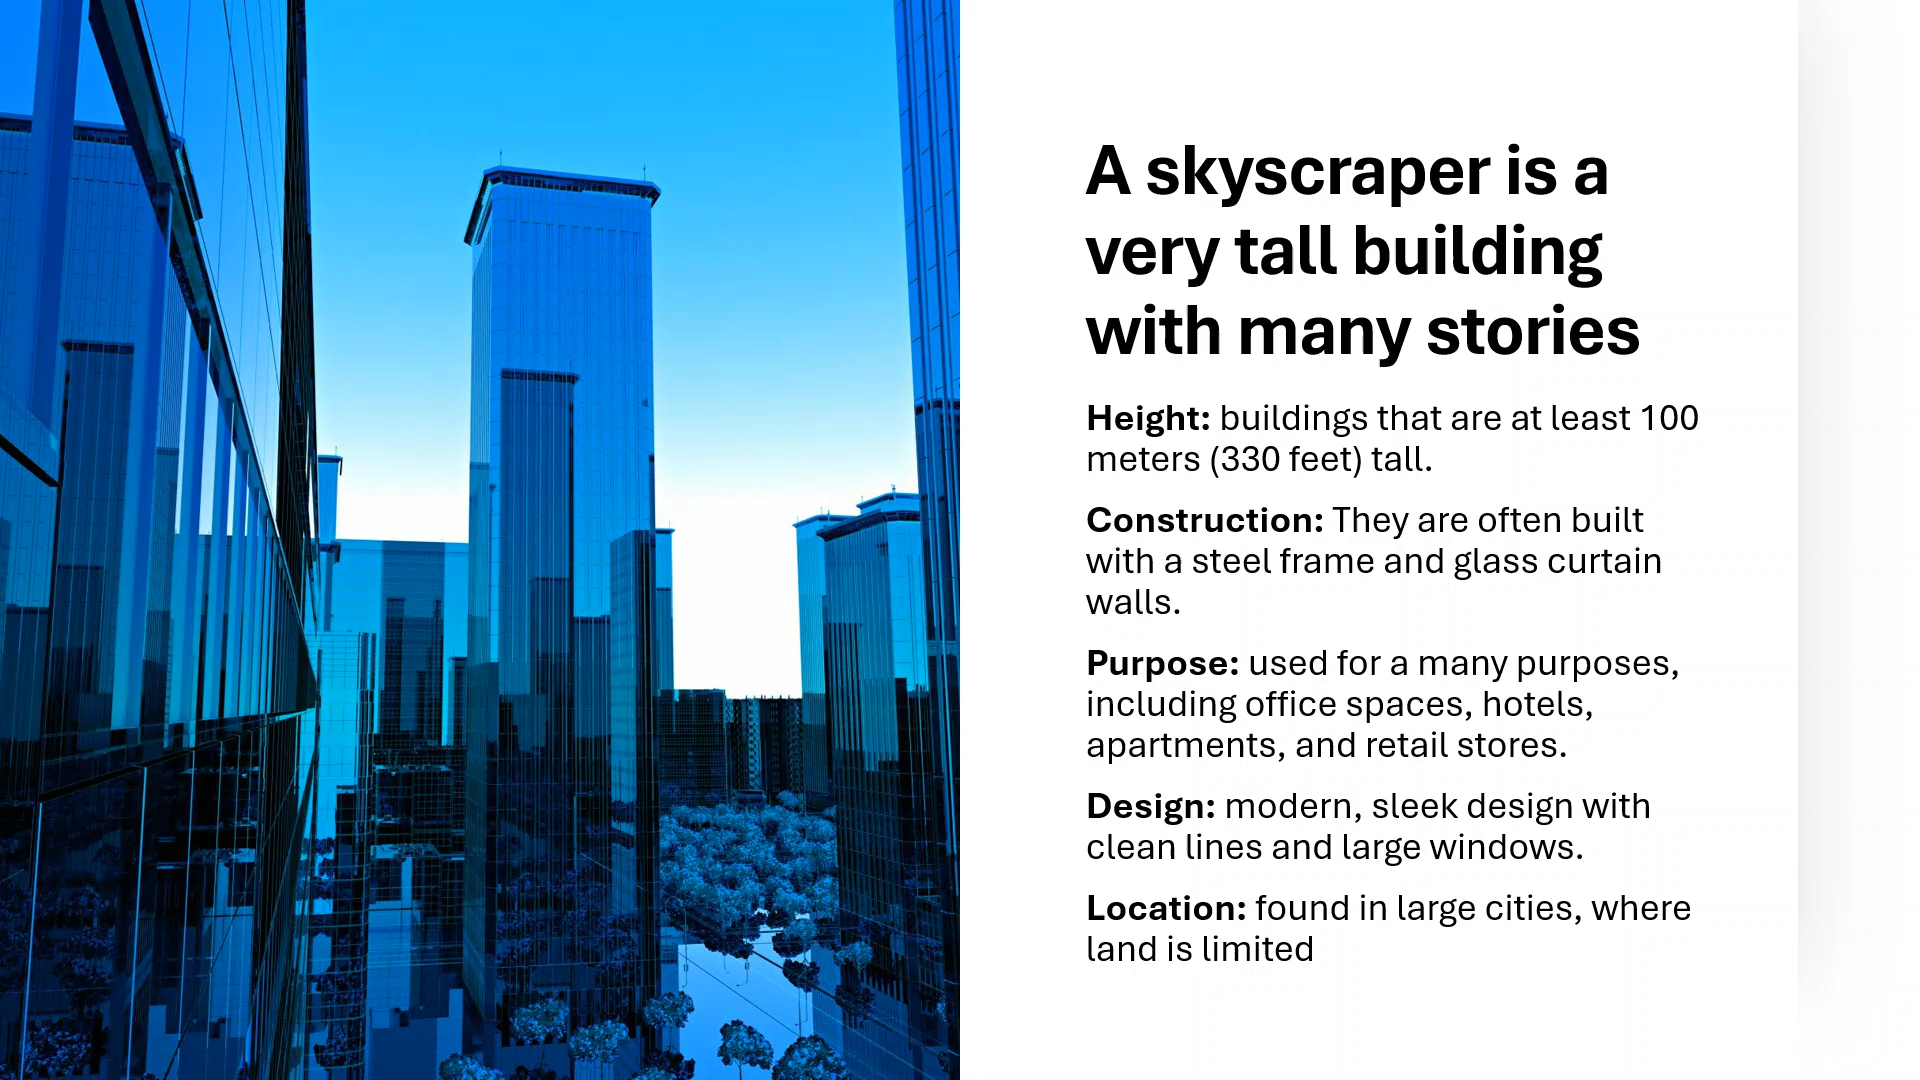 A skyscraper is a
very tall building
with many stories
Height: buildings that are at least 100
meters (330 feet) tall.
Construction: They are often built
with a steel frame and glass curtain
walls.
Purpose: used for a many purposes,
including office spaces, hotels,
apartments, and retail stores.
Design: modern, sleek design with
clean lines and large windows.
Location: found in large cities, where
land is limited